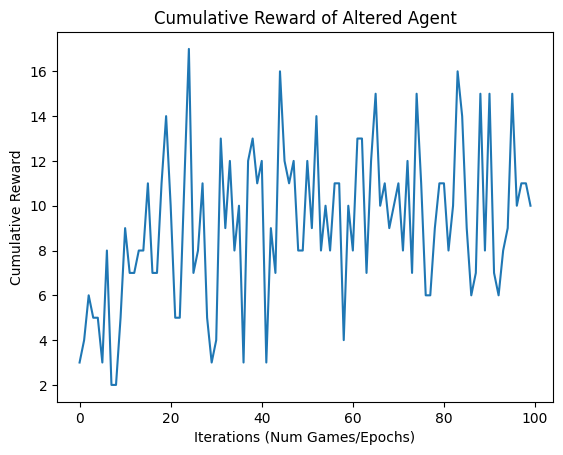 Cumulative Reward of Altered Agent
Cumulative Reward
16
14
12
10
8
6
4
2
0 20 40 60 80 100
Iterations (Num Games/Epochs)